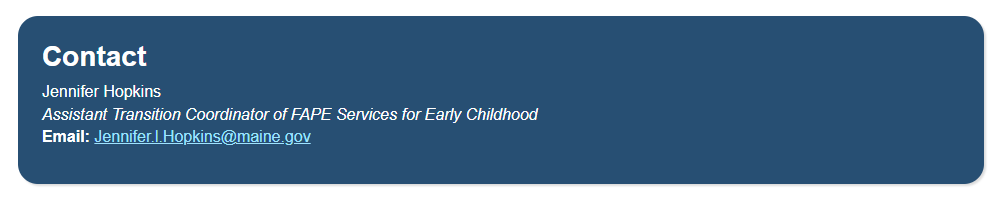 Contact
Jennifer Hopkins
Assistant Transition Coordinator of FAPE Services for Early Childhood
Email: Jennifer.l.Hopkins@maine.gov